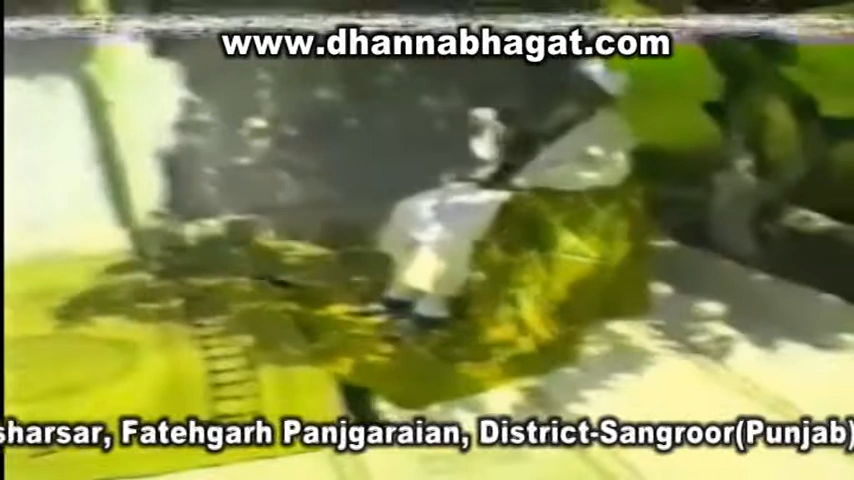 www.dhannabhagat.com
sharsar, Fatehgarh Panjgaraian, District-Sangroor(Punjab)